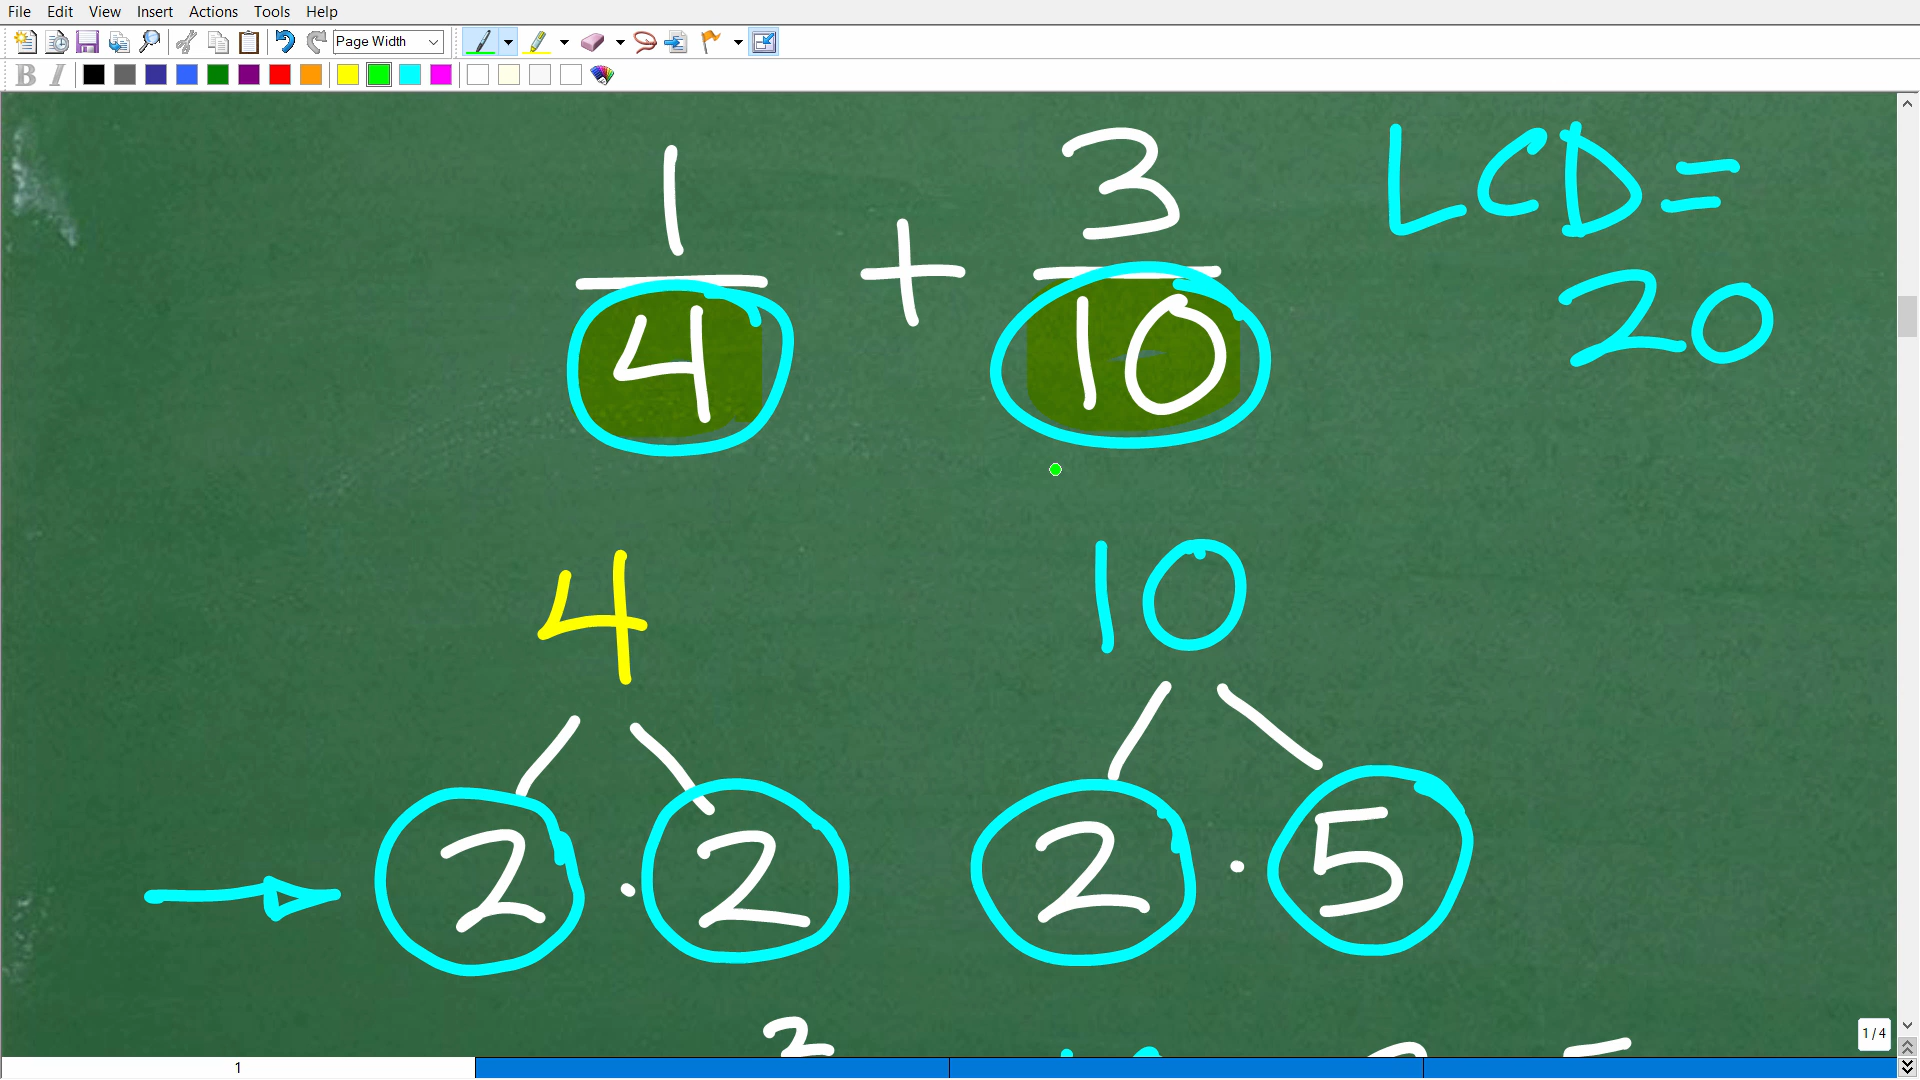 File Edit View Insert Actions Tools Help
Page Width
B I
1/4 + 3/10
LCD=
20
4 10
2 · 2 2 · 5
1/4
1